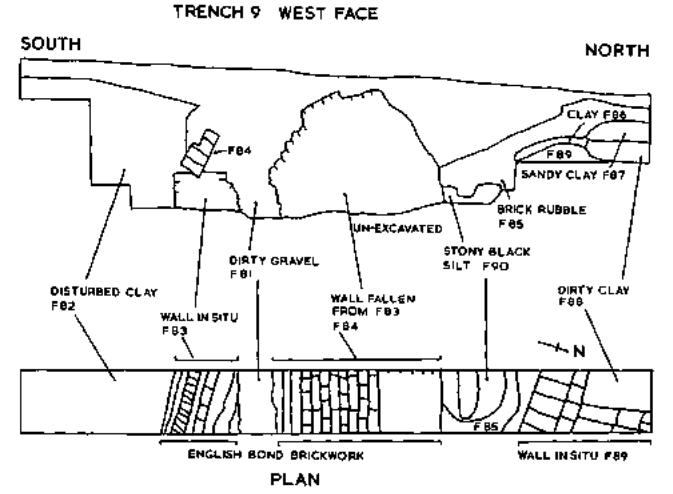 TRENCH 9 WEST FACE
SOUTH
NORTH
CLAY F86
F84
F89
SANDY CLAY F87
BRICK RUBBLE
F85
UN-EXCAVATED
STONY BLACK
SILT F90
DIRTY GRAVEL
F81
DISTURBED CLAY
F82
WALL FALLEN
FROM F83
F84
DIRTY CLAY
F88
WALL IN SITU
F83
N
F85
ENGLISH BOND BRICKWORK
WALL IN SITU F89
PLAN